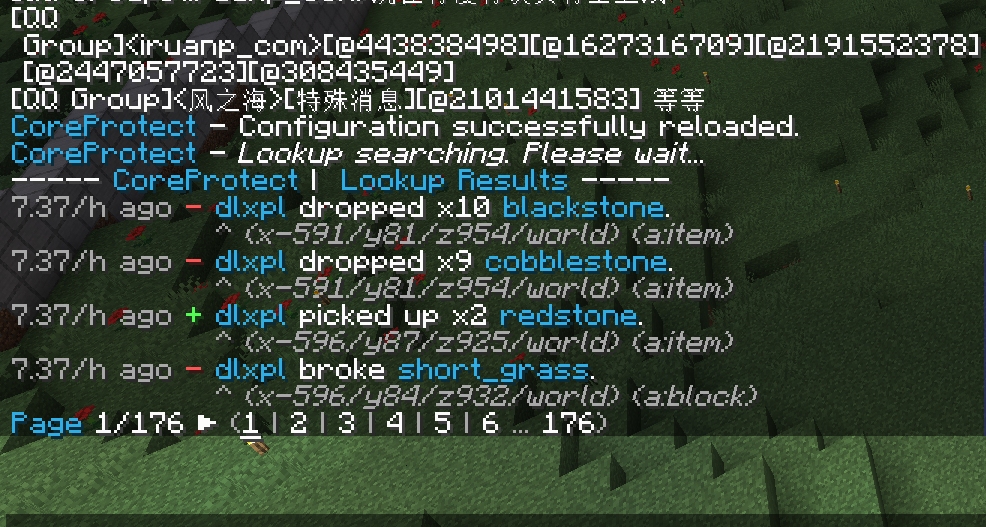 [QQ
Group]<iruanp_com>[@443838498][@1627316709][@2191552378]
[@2447057723][@308435449]
[QQ Group]<风之海>[特殊消息][@2101441583] 等等
CoreProtect - Configuration successfully reloaded.
CoreProtect - Lookup searching. Please wait...
----- CoreProtect | Lookup Results -----
7.37/h ago - dlxpl dropped x10 blackstone.
^ (x-591/y81/z954/world) (a:item)
7.37/h ago - dlxpl dropped x9 cobblestone.
^ (x-591/y81/z954/world) (a:item)
7.37/h ago + dlxpl picked up x2 redstone.
^ (x-596/y87/z925/world) (a:item)
7.37/h ago - dlxpl broke short_grass.
^ (x-596/y84/z932/world) (a:block)
Page 1/176 ► (1 | 2 | 3 | 4 | 5 | 6 ... 176)